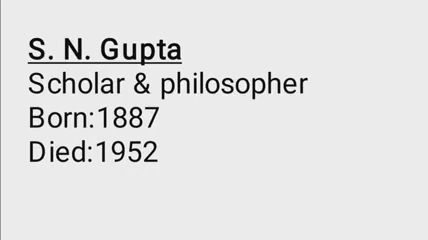 S. N. Gupta
Scholar & philosopher
Born:1887
Died:1952